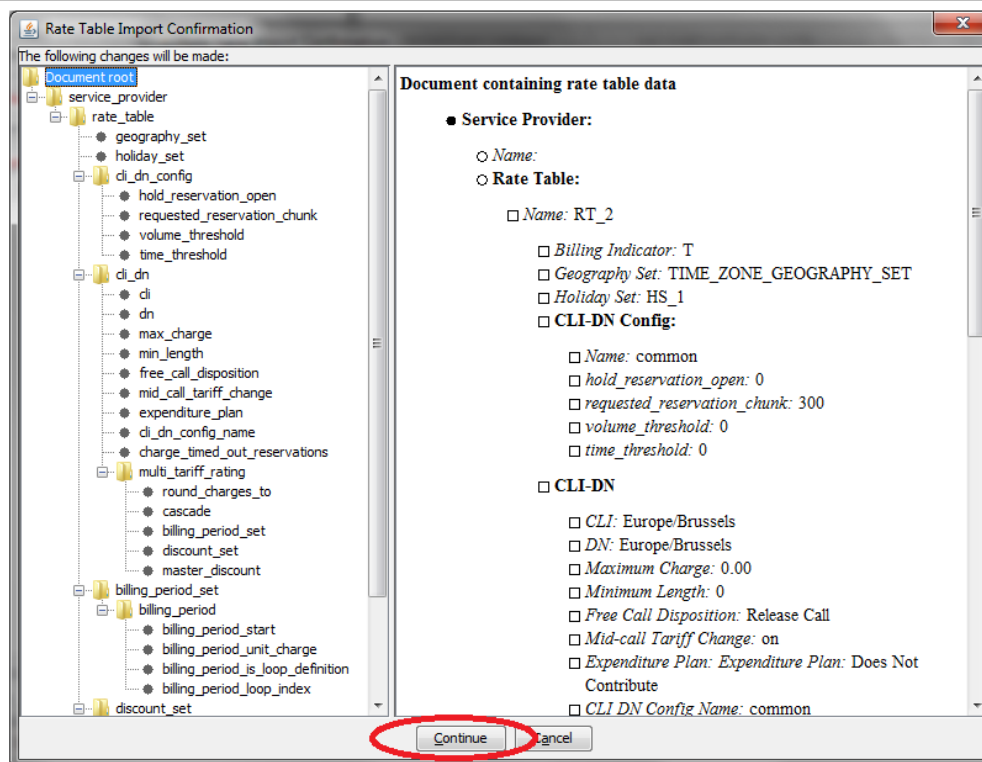 Rate Table Import Confirmation
The following changes will be made:
Document root
service_provider
rate_table
geography_set
holiday_set
cli_dn_config
hold_reservation_open
requested_reservation_chunk
volume_threshold
time_threshold
cli_dn
cli
dn
max_charge
min_length
free_call_disposition
mid_call_tariff_change
expenditure_plan
cli_dn_config_name
charge_timed_out_reservations
multi_tariff_rating
round_charges_to
cascade
billing_period_set
discount_set
master_discount
billing_period_set
billing_period
billing_period_start
billing_period_unit_charge
billing_period_is_loop_definition
billing_period_loop_index
discount_set
Document containing rate table data
Service Provider:
Name:
Rate Table:
Name: RT_2
Billing Indicator: T
Geography Set: TIME_ZONE_GEOGRAPHY_SET
Holiday Set: HS_1
CLI-DN Config:
Name: common
hold_reservation_open: 0
requested_reservation_chunk: 300
volume_threshold: 0
time_threshold: 0
CLI-DN
CLI: Europe/Brussels
DN: Europe/Brussels
Maximum Charge: 0.00
Minimum Length: 0
Free Call Disposition: Release Call
Mid-call Tariff Change: on
Expenditure Plan: Expenditure Plan: Does Not
Contribute
CLI DN Config Name: common
Continue
Cancel